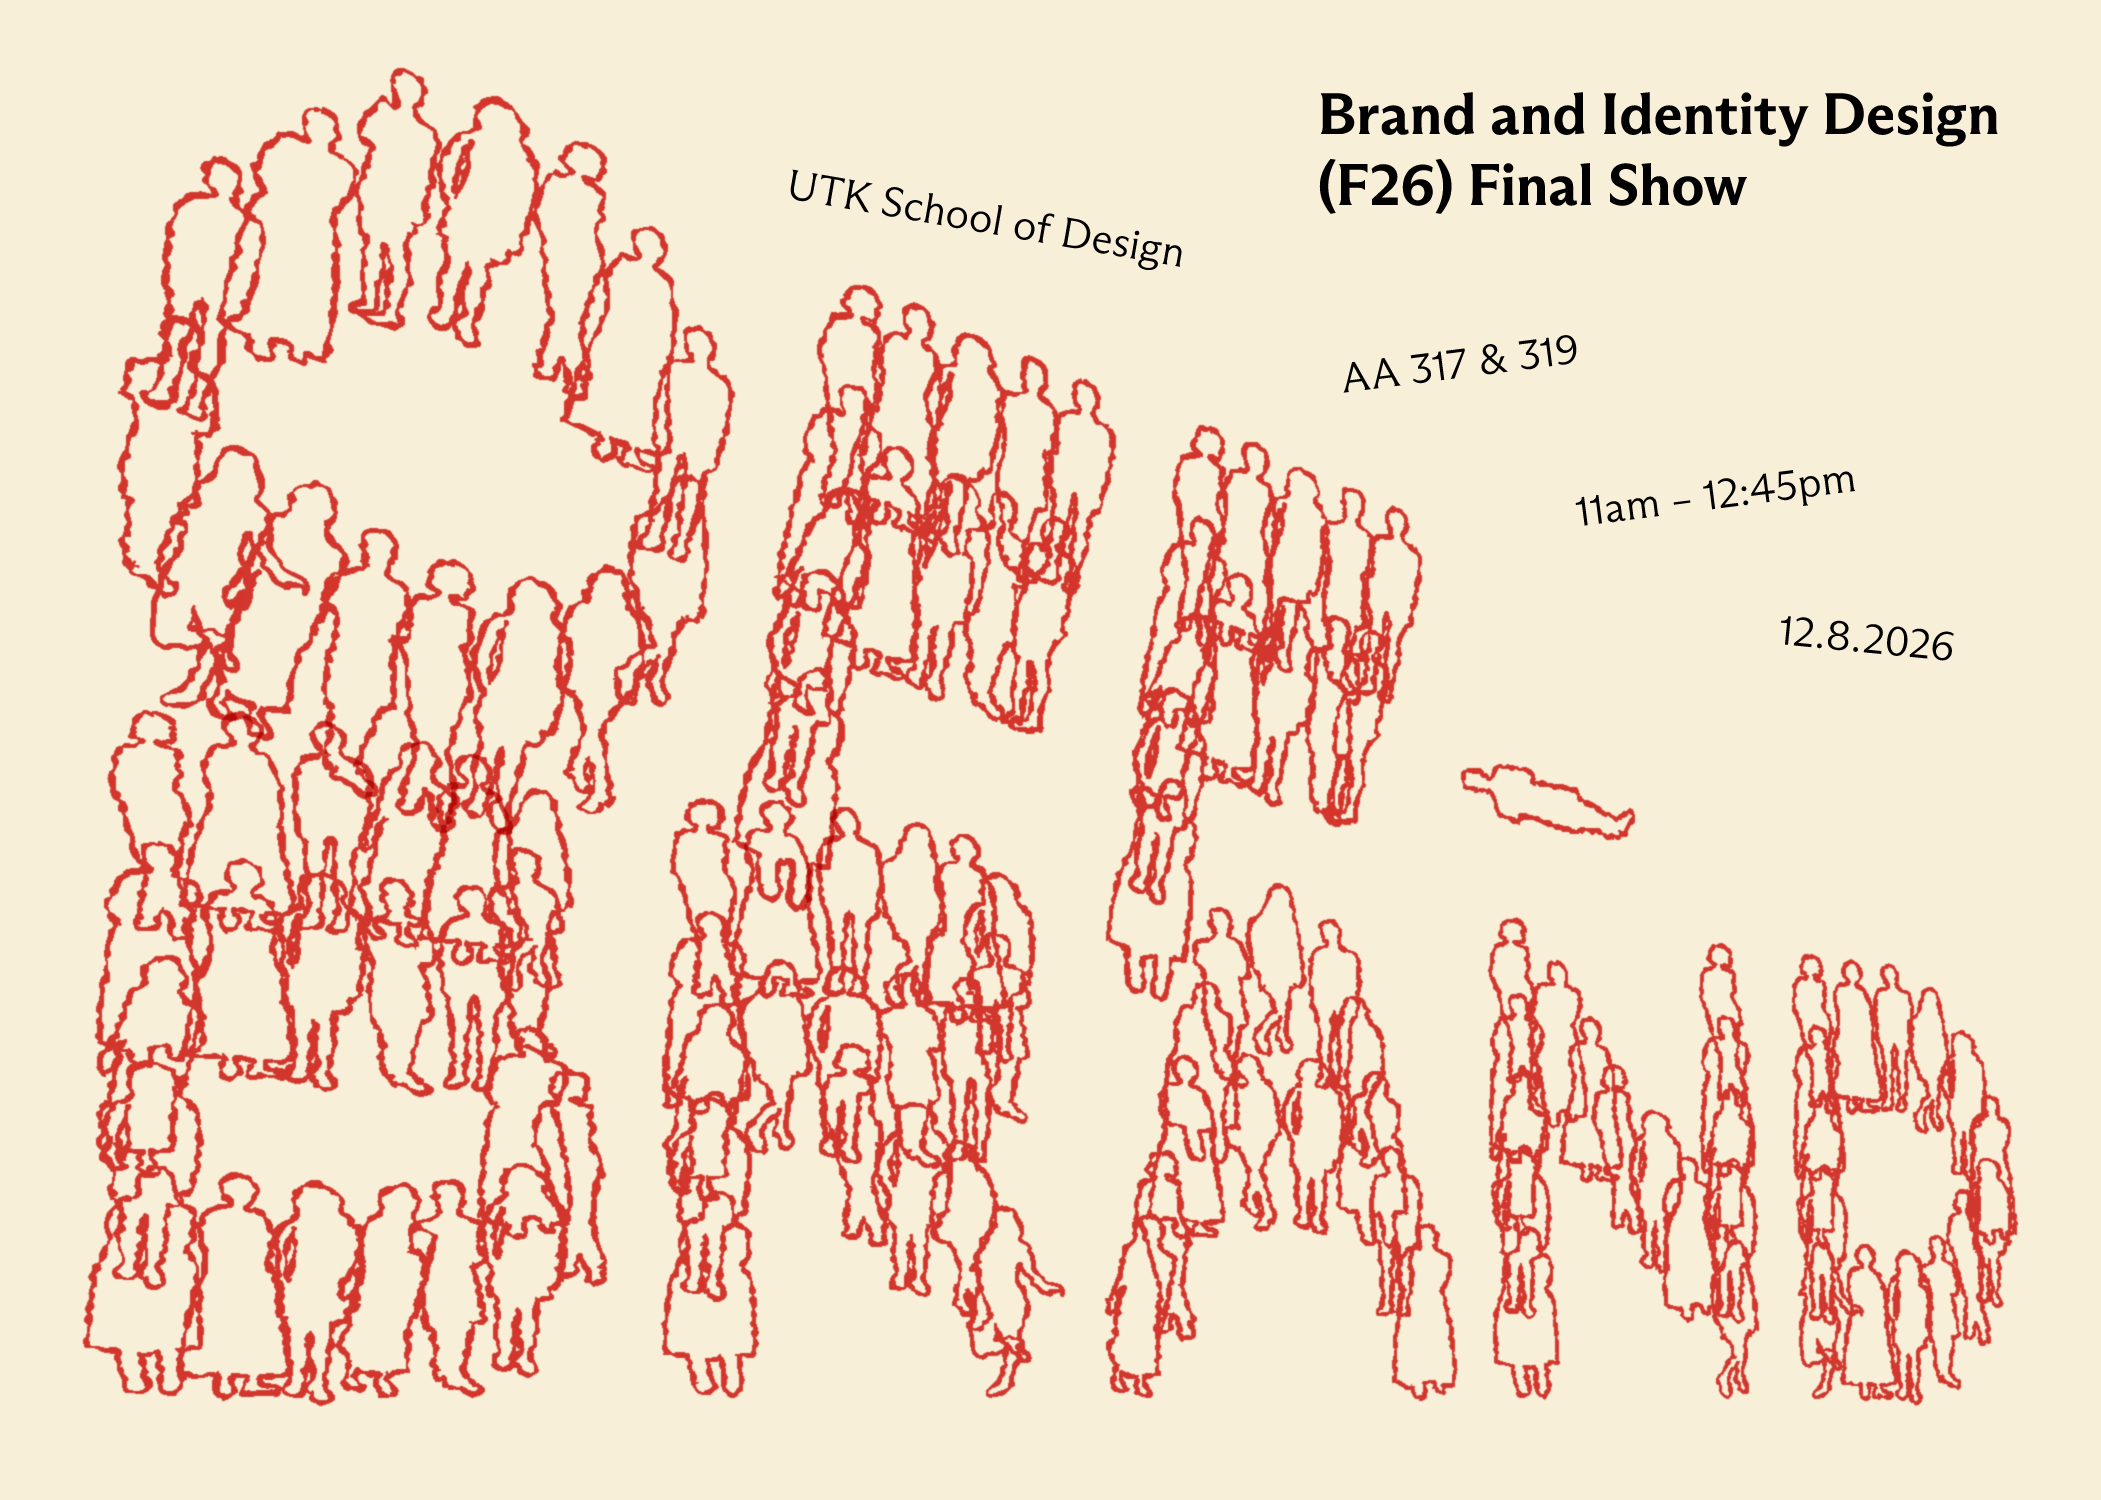 Brand and Identity Design
(F26) Final Show
UTK School of Design
AA 317 & 319
11am – 12:45pm
12.8.2026
OFF-
BRAND